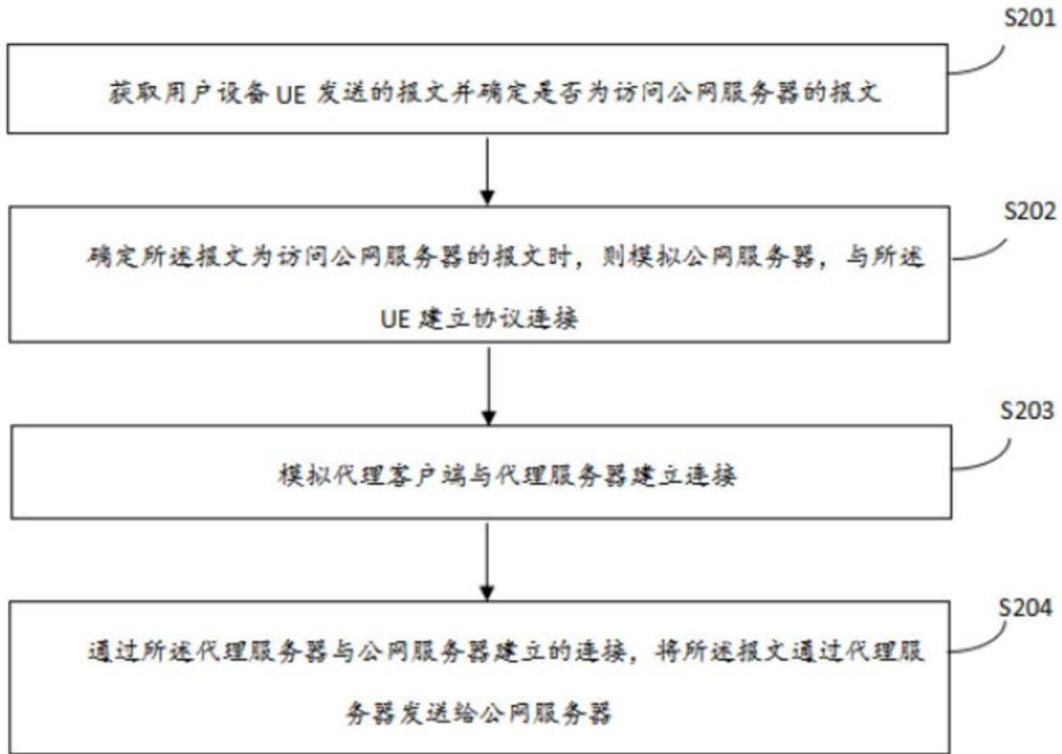 S201
获取用户设备 UE 发送的报文并确定是否为访问公网服务器的报文
S202
确定所述报文为访问公网服务器的报文时，则模拟公网服务器，与所述
UE 建立协议连接
S203
模拟代理客户端与代理服务器建立连接
S204
通过所述代理服务器与公网服务器建立的连接，将所述报文通过代理服
务器发送给公网服务器